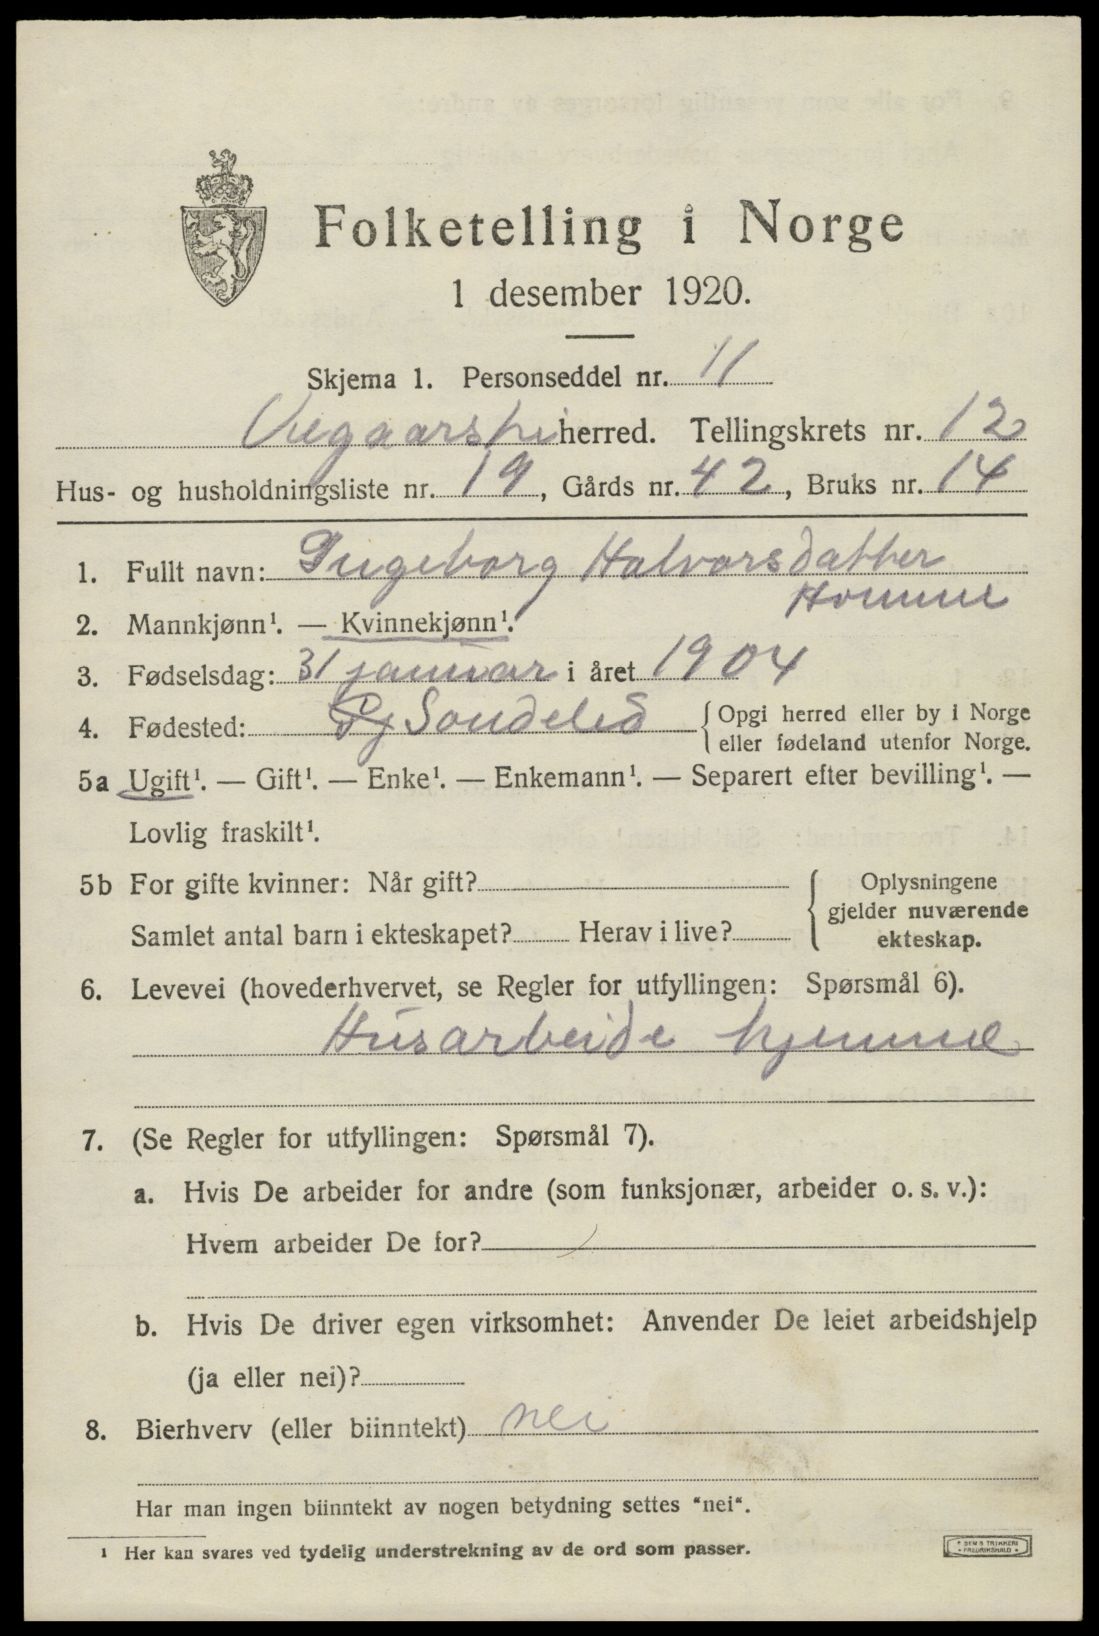 Folketelling i Norge
1 desember 1920.
Skjema 1. Personseddel nr. 11
Vegaarshei herred. Tellingskrets nr. 12
Hus- og husholdningsliste nr. 19, Gårds nr. 42, Bruks nr. 14
1. Fullt navn: Ingeborg Halvorsdatter
Homme
2. Mannkjønn¹. — Kvinnekjønn¹.
3. Fødselsdag: 31 januar i året 1904
4. Fødested: Søndeled {Opgi herred eller by i Norge
eller fødeland utenfor Norge.
5a Ugift¹. — Gift¹. — Enke¹. — Enkemann¹. — Separert efter bevilling¹. —
Lovlig fraskilt¹.
5b For gifte kvinner: Når gift? { Oplysningene
gjelder nuværende
Samlet antal barn i ekteskapet? Herav i live? ekteskap.
6. Levevei (hovederhvervet, se Regler for utfyllingen: Spørsmål 6).
Husarbeide hjemme
7. (Se Regler for utfyllingen: Spørsmål 7).
a. Hvis De arbeider for andre (som funksjonær, arbeider o. s. v.):
Hvem arbeider De for?
b. Hvis De driver egen virksomhet: Anvender De leiet arbeidshjelp
(ja eller nei)?
8. Bierhverv (eller biinntekt) nei
Har man ingen biinntekt av nogen betydning settes "nei".
¹ Her kan svares ved tydelig understrekning av de ord som passer.
SEM & TRYKKERI
FREDRIKSHALD